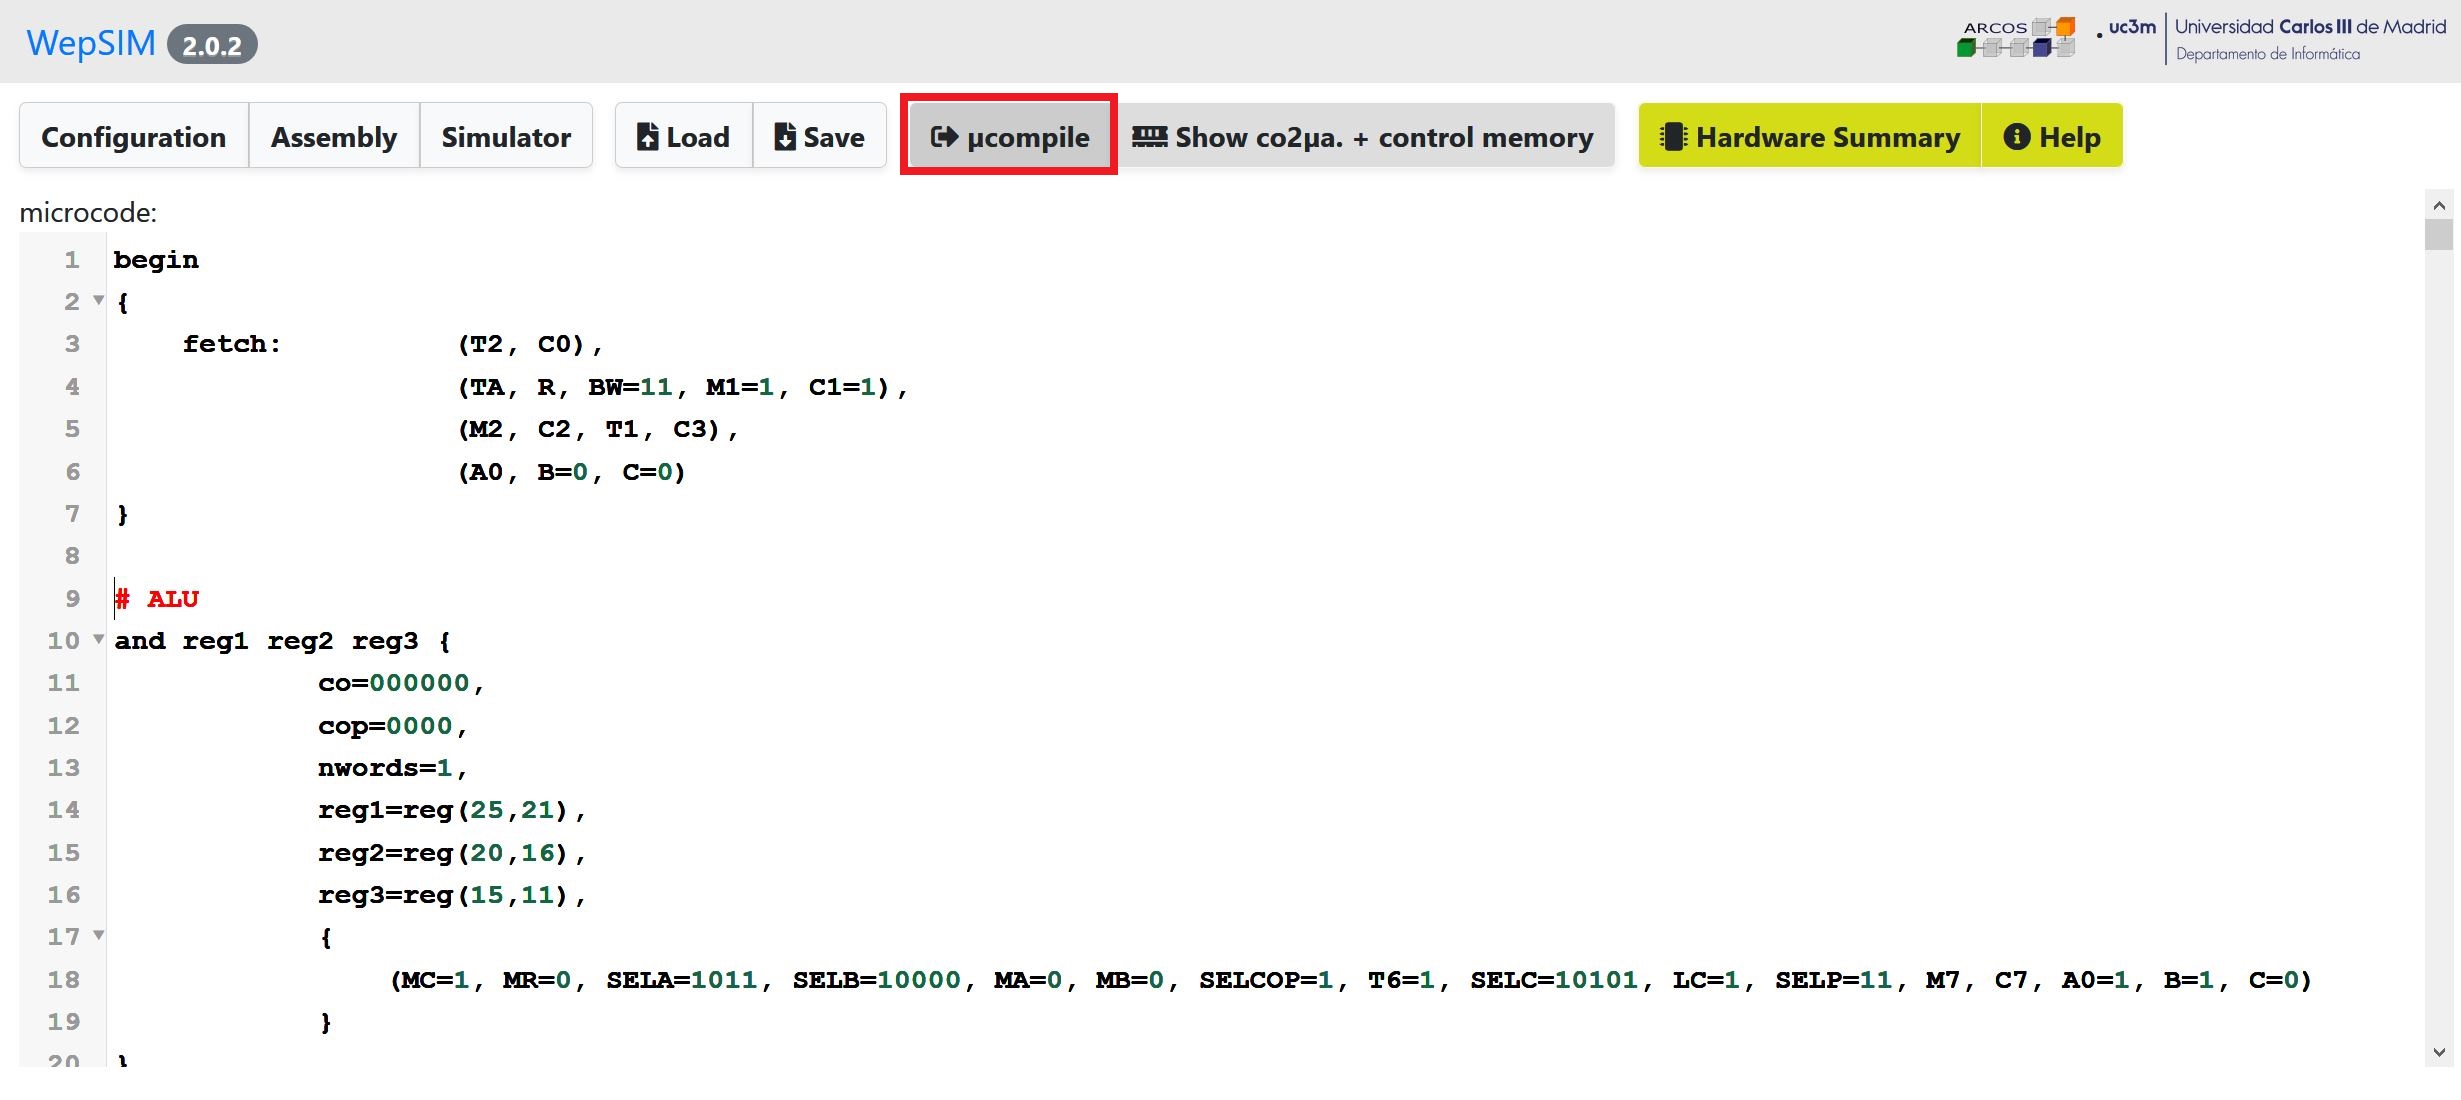 WepSIM 2.0.2
ARCOS
uc3m Universidad Carlos III de Madrid
Departamento de Informática
Configuration Assembly Simulator Load Save µcompile Show co2µa. + control memory Hardware Summary Help
microcode:
1 begin
2 {
3 fetch: (T2, C0),
4 (TA, R, BW=11, M1=1, C1=1),
5 (M2, C2, T1, C3),
6 (A0, B=0, C=0)
7 }
8
9 # ALU
10 and reg1 reg2 reg3 {
11 co=000000,
12 cop=0000,
13 nwords=1,
14 reg1=reg(25,21),
15 reg2=reg(20,16),
16 reg3=reg(15,11),
17 {
18 (MC=1, MR=0, SELA=1011, SELB=10000, MA=0, MB=0, SELCOP=1, T6=1, SELC=10101, LC=1, SELP=11, M7, C7, A0=1, B=1, C=0)
19 }
20 }